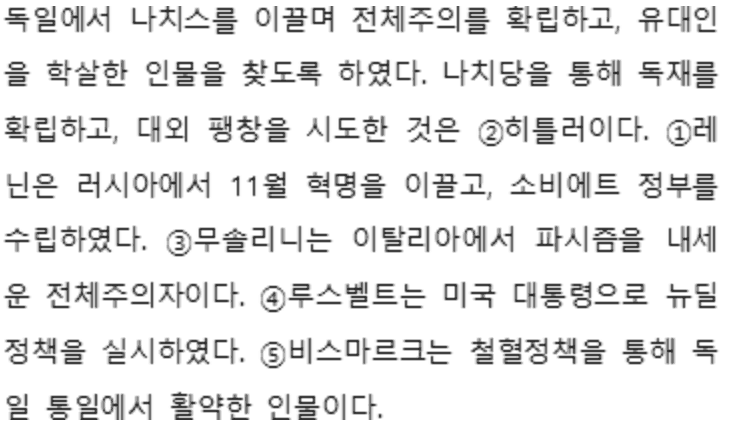 독일에서 나치스를 이끌며 전체주의를 확립하고, 유대인
을 학살한 인물을 찾도록 하였다. 나치당을 통해 독재를
확립하고, 대외 팽창을 시도한 것은 ②히틀러이다. ①레
닌은 러시아에서 11월 혁명을 이끌고, 소비에트 정부를
수립하였다. ③무솔리니는 이탈리아에서 파시즘을 내세
운 전체주의자이다. ④루스벨트는 미국 대통령으로 뉴딜
정책을 실시하였다. ⑤비스마르크는 철혈정책을 통해 독
일 통일에서 활약한 인물이다.